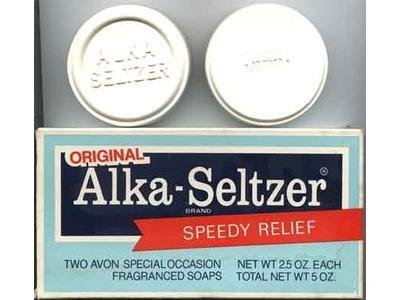 ALKA
SELTZER
ORIGINAL
Alka-Seltzer®
BRAND
SPEEDY RELIEF
TWO AVON SPECIAL OCCASION
FRAGRANCED SOAPS
NET WT 2.5 OZ. EACH
TOTAL NET WT 5 OZ.